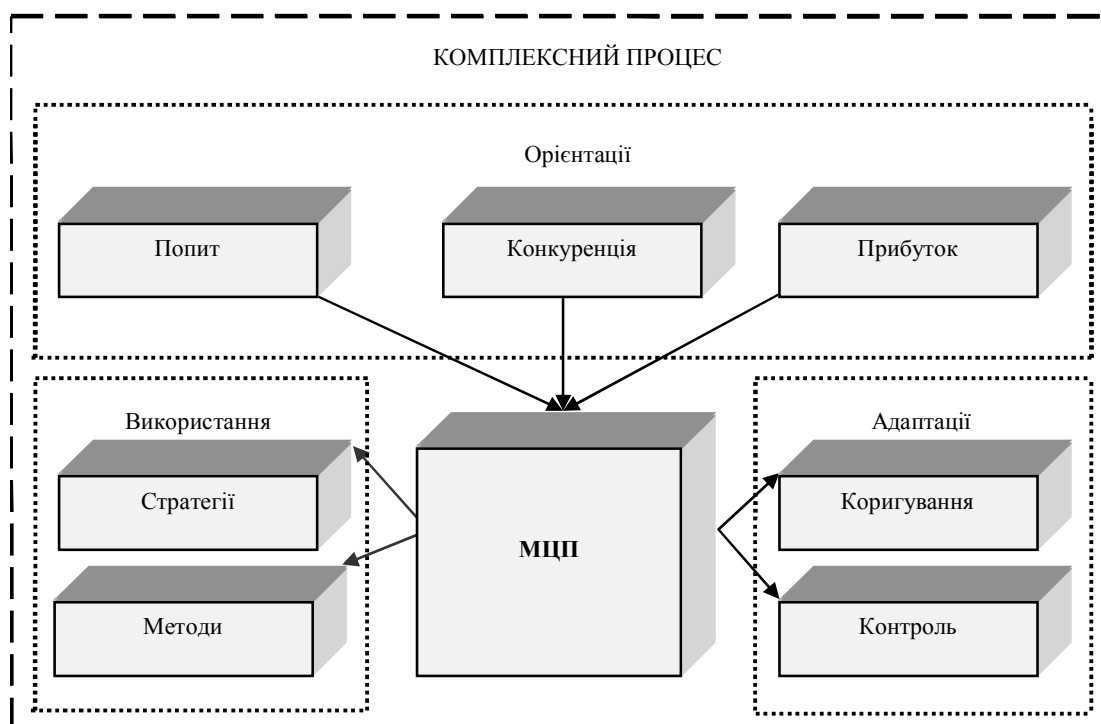 КОМПЛЕКСНИЙ ПРОЦЕС
Орієнтації
Попит
Конкуренція
Прибуток
Використання
Стратегії
Методи
МЦП
Адаптації
Коригування
Контроль